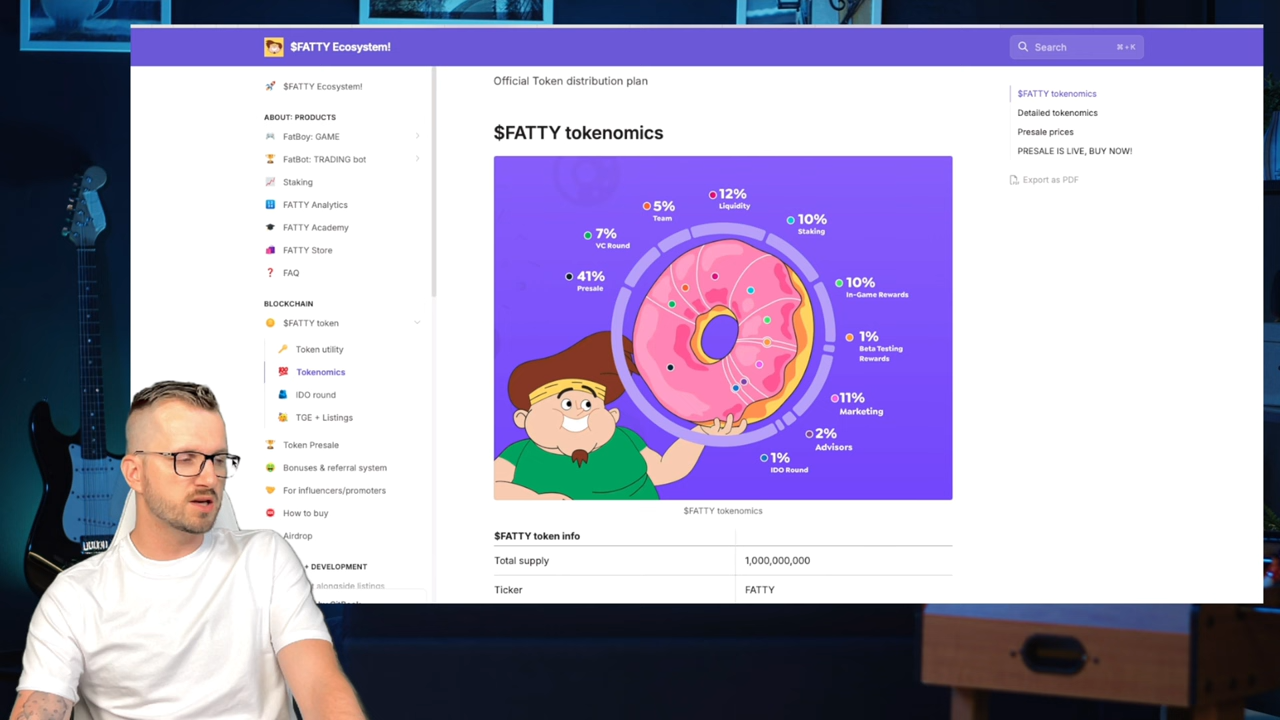 $FATTY Ecosystem!
Search
⌘+K
$FATTY Ecosystem!
ABOUT: PRODUCTS
FatBoy: GAME
FatBot: TRADING bot
Staking
FATTY Analytics
FATTY Academy
FATTY Store
FAQ
BLOCKCHAIN
$FATTY token
Token utility
Tokenomics
IDO round
TGE + Listings
Token Presale
Bonuses & referral system
For influencers/promoters
How to buy
Airdrop
+ DEVELOPMENT
alongside listings
Official Token distribution plan
$FATTY tokenomics
12%
Liquidity
5%
Team
10%
Staking
7%
VC Round
41%
Presale
10%
In-Game Rewards
1%
Beta Testing
Rewards
11%
Marketing
2%
Advisors
1%
IDO Round
$FATTY tokenomics
$FATTY token info
Total supply
1,000,000,000
Ticker
FATTY
$FATTY tokenomics
Detailed tokenomics
Presale prices
PRESALE IS LIVE, BUY NOW!
Export as PDF